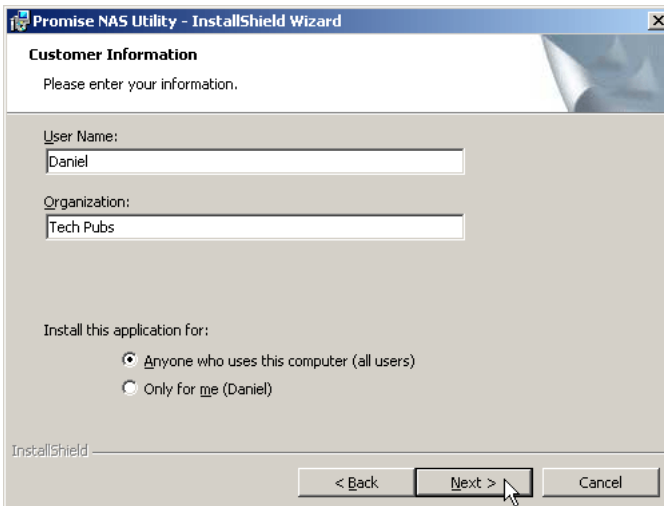 Promise NAS Utility - InstallShield Wizard
Customer Information
Please enter your information.
User Name:
Daniel
Organization:
Tech Pubs
Install this application for:
Anyone who uses this computer (all users)
Only for me (Daniel)
InstallShield
< Back Next > Cancel